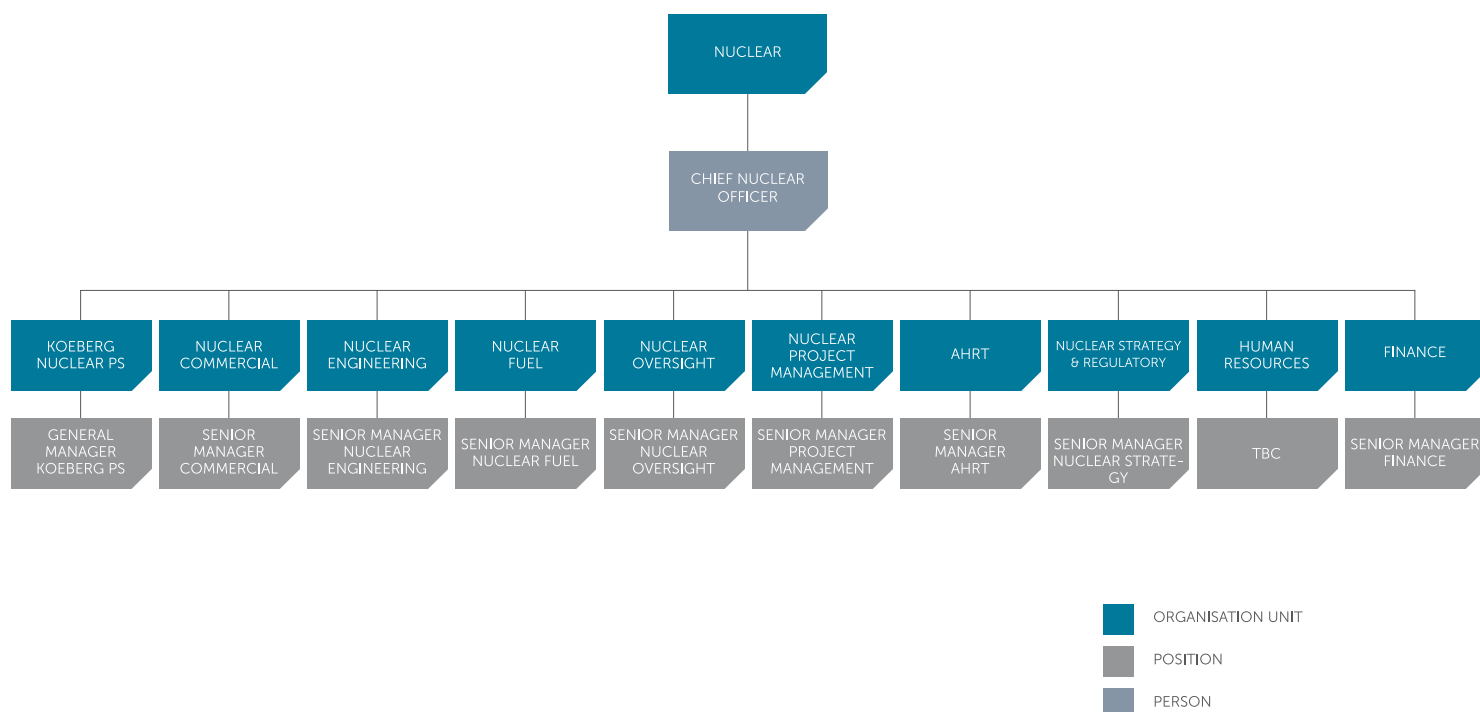 NUCLEAR
CHIEF NUCLEAR
OFFICER
KOEBERG
NUCLEAR PS
NUCLEAR
COMMERCIAL
NUCLEAR
ENGINEERING
NUCLEAR
FUEL
NUCLEAR
OVERSIGHT
NUCLEAR
PROJECT
MANAGEMENT
AHRT
NUCLEAR STRATEGY
& REGULATORY
HUMAN
RESOURCES
FINANCE
GENERAL
MANAGER
KOEBERG PS
SENIOR
MANAGER
COMMERCIAL
SENIOR MANAGER
NUCLEAR
ENGINEERING
SENIOR MANAGER
NUCLEAR FUEL
SENIOR MANAGER
NUCLEAR
OVERSIGHT
SENIOR MANAGER
PROJECT
MANAGEMENT
SENIOR
MANAGER
AHRT
SENIOR MANAGER
NUCLEAR STRATE-
GY
TBC
SENIOR MANAGER
FINANCE
ORGANISATION UNIT
POSITION
PERSON